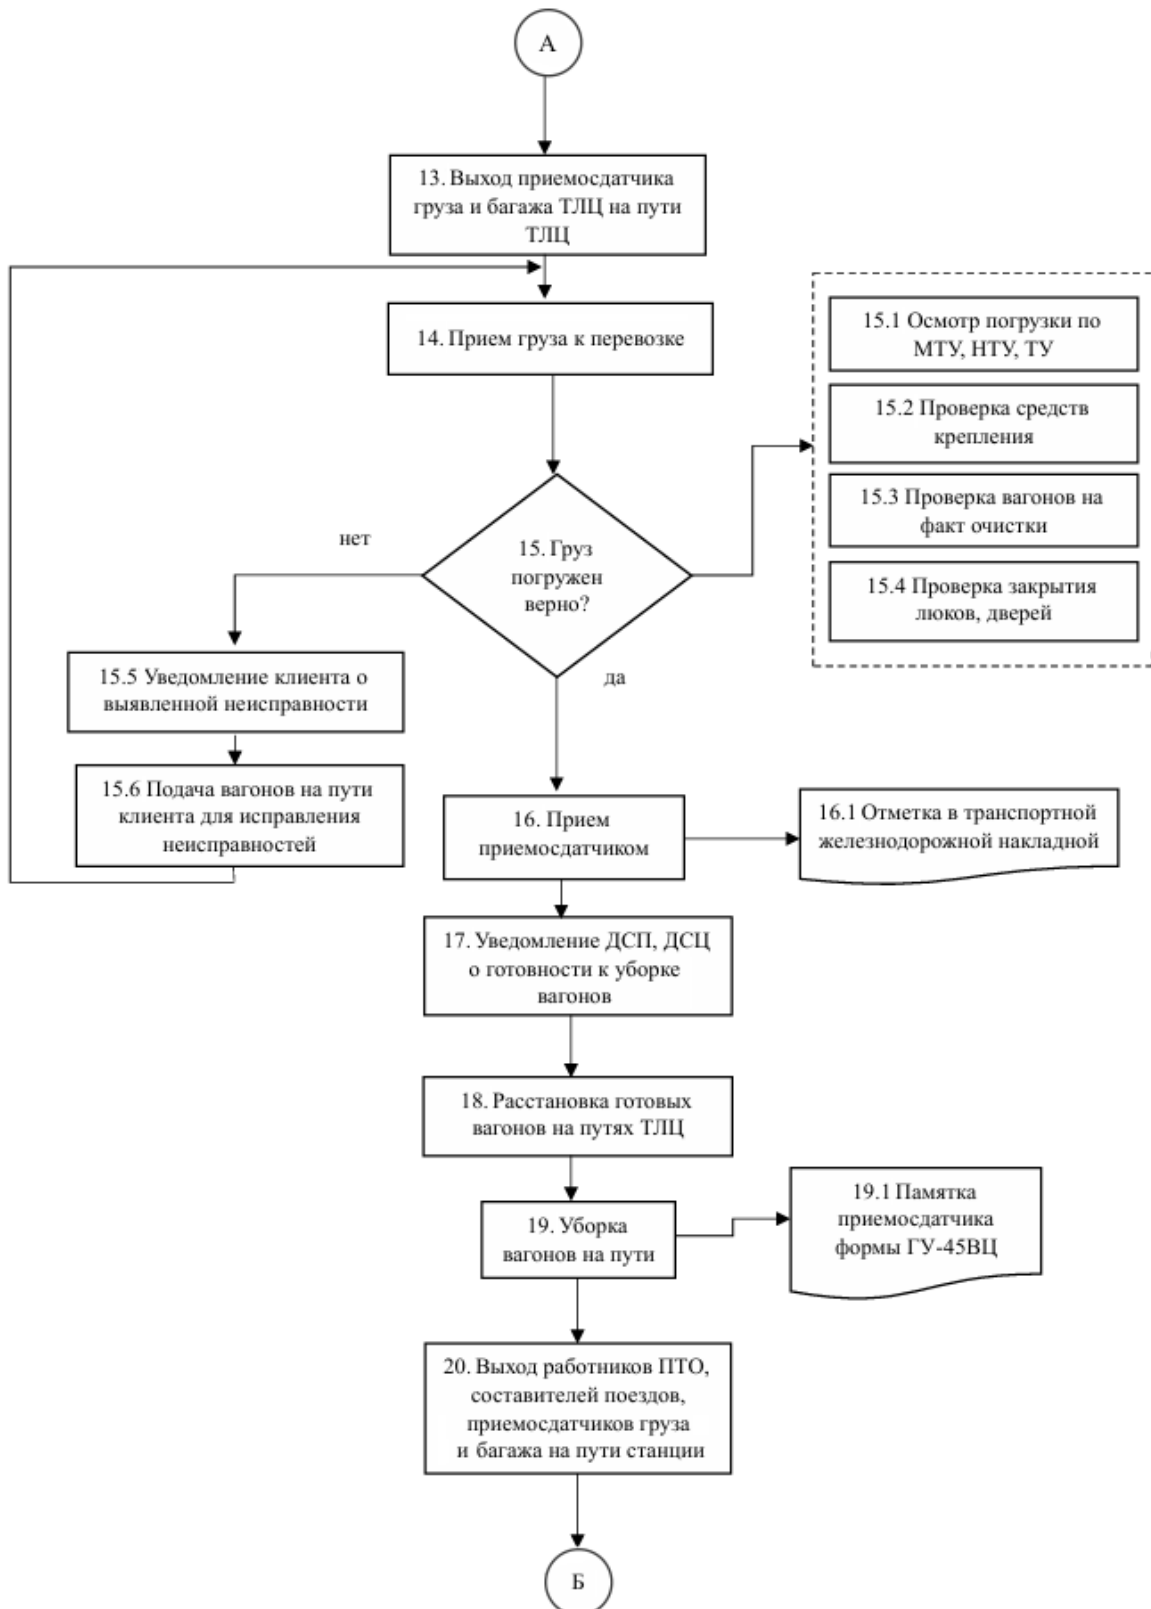 А
13. Выход приемосдатчика
груза и багажа ТЛЦ на пути
ТЛЦ
14. Прием груза к перевозке
15.1 Осмотр погрузки по
МТУ, НТУ, ТУ
15.2 Проверка средств
крепления
15.3 Проверка вагонов на
факт очистки
15.4 Проверка закрытия
люков, дверей
15. Груз
погружен
верно?
нет
да
15.5 Уведомление клиента о
выявленной неисправности
15.6 Подача вагонов на пути
клиента для исправления
неисправностей
16. Прием
приемосдатчиком
16.1 Отметка в транспортной
железнодорожной накладной
17. Уведомление ДСП, ДСЦ
о готовности к уборке
вагонов
18. Расстановка готовых
вагонов на путях ТЛЦ
19. Уборка
вагонов на пути
19.1 Памятка
приемосдатчика
формы ГУ-45ВЦ
20. Выход работников ПТО,
составителей поездов,
приемосдатчиков груза
и багажа на пути станции
Б